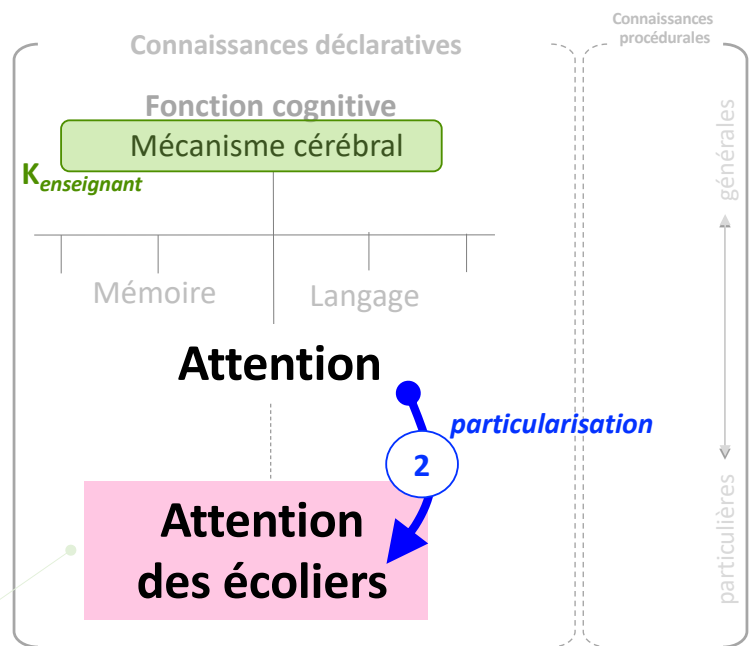 Connaissances
procédurales
Connaissances déclaratives
Fonction cognitive
Mécanisme cérébral
Kenseignant
générales
Mémoire
Langage
Attention
particularisation
2
particulières
Attention
des écoliers